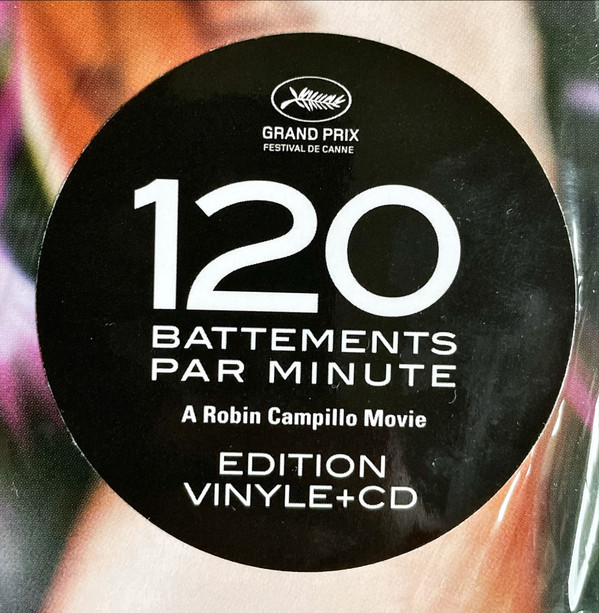 GRAND PRIX
FESTIVAL DE CANNE
120
BATTEMENTS
PAR MINUTE
A Robin Campillo Movie
EDITION
VINYLE+CD